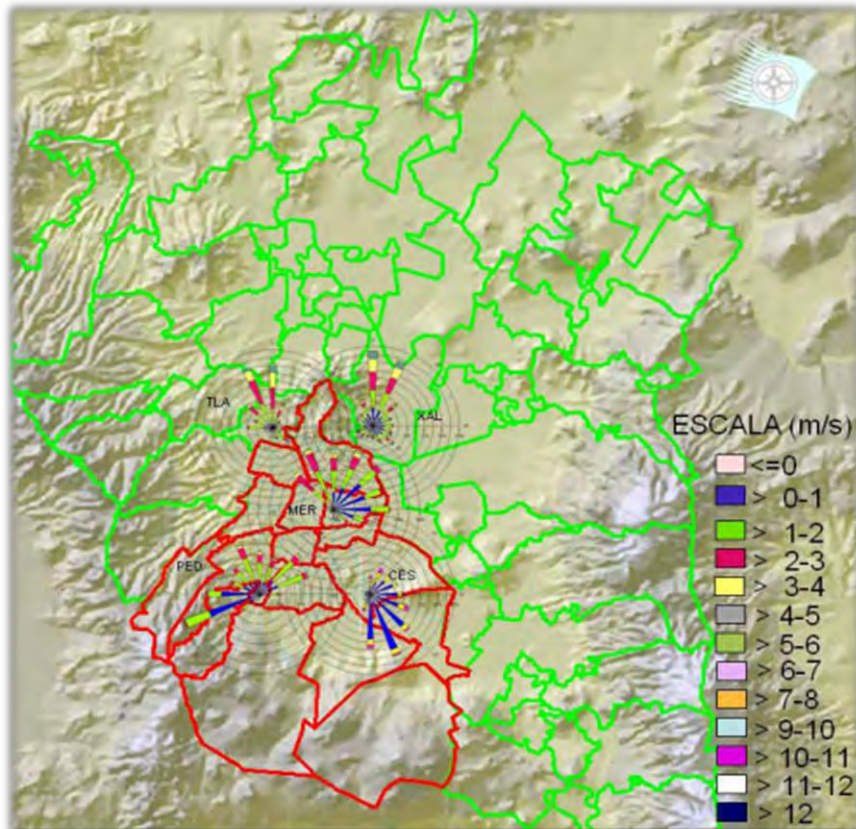 TLA
XAL
ESCALA (m/s)
<=0
> 0-1
MER
> 1-2
> 2-3
PED
CES
> 3-4
> 4-5
> 5-6
> 6-7
> 7-8
> 9-10
> 10-11
> 11-12
> 12